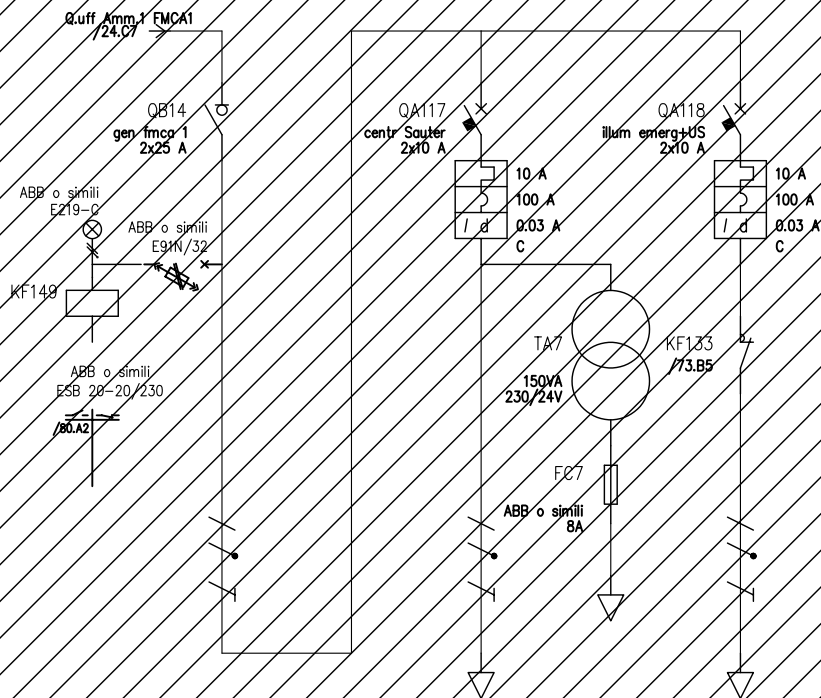 Q.uff Amm.1 FMCA1
/24.C7
QB14
gen fmca 1
2x25 A
ABB o simili
E219-C
ABB o simili
E91N/32
KF149
ABB o simili
ESB 20-20/230
/80.A2
QA117
centr Sauter
2x10 A
10 A
100 A
I d
0.03 A
C
TA7
150VA
230/24V
FC7
ABB o simili
8A
QA118
illum emerg+US
2x10 A
10 A
100 A
I d
0.03 A
C
KF133
/73.B5